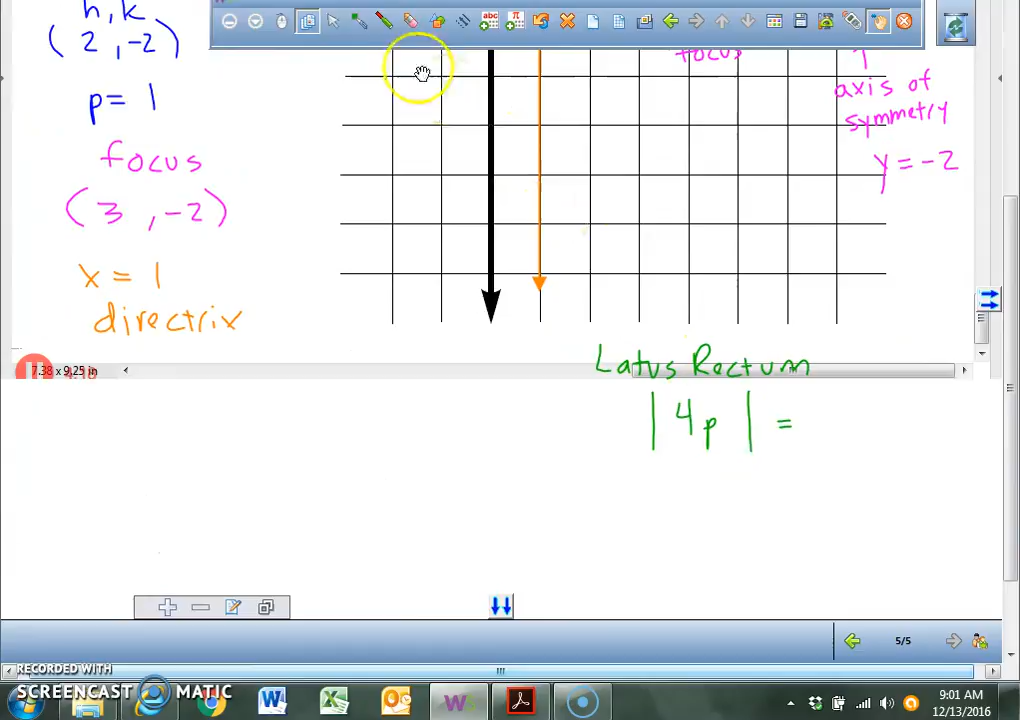 h, k
(2, -2)
p = 1
focus
(3, -2)
x = 1
directrix
abc
π
focus
axis of
symmetry
y = -2
7.38 x 9.25 in
Latus Rectum
|4p| =
5/5
RECORDED WITH
SCREENCAST MATIC
9:01 AM
12/13/2016